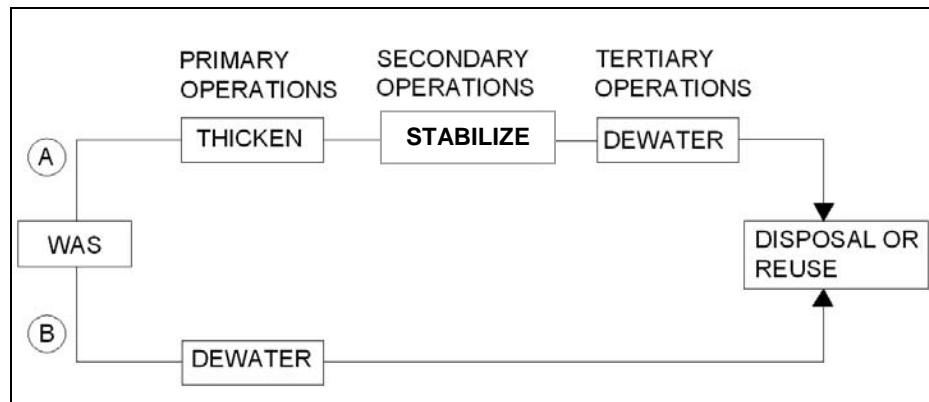 PRIMARY
OPERATIONS
SECONDARY
OPERATIONS
TERTIARY
OPERATIONS
A
THICKEN
STABILIZE
DEWATER
WAS
DISPOSAL OR
REUSE
B
DEWATER